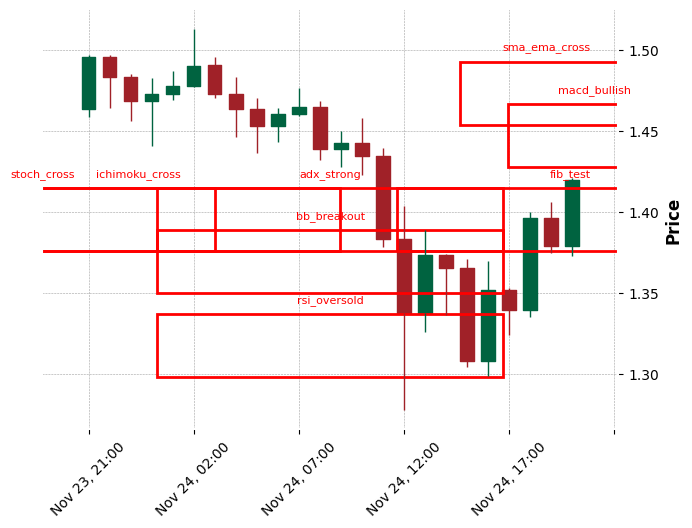 sma_ema_cross
1.50
macd_bullish
1.45
stoch_cross
ichimoku_cross
adx_strong
fib_test
bb_breakout
1.40
Price
1.35
rsi_oversold
1.30
Nov 23, 21:00
Nov 24, 02:00
Nov 24, 07:00
Nov 24, 12:00
Nov 24, 17:00